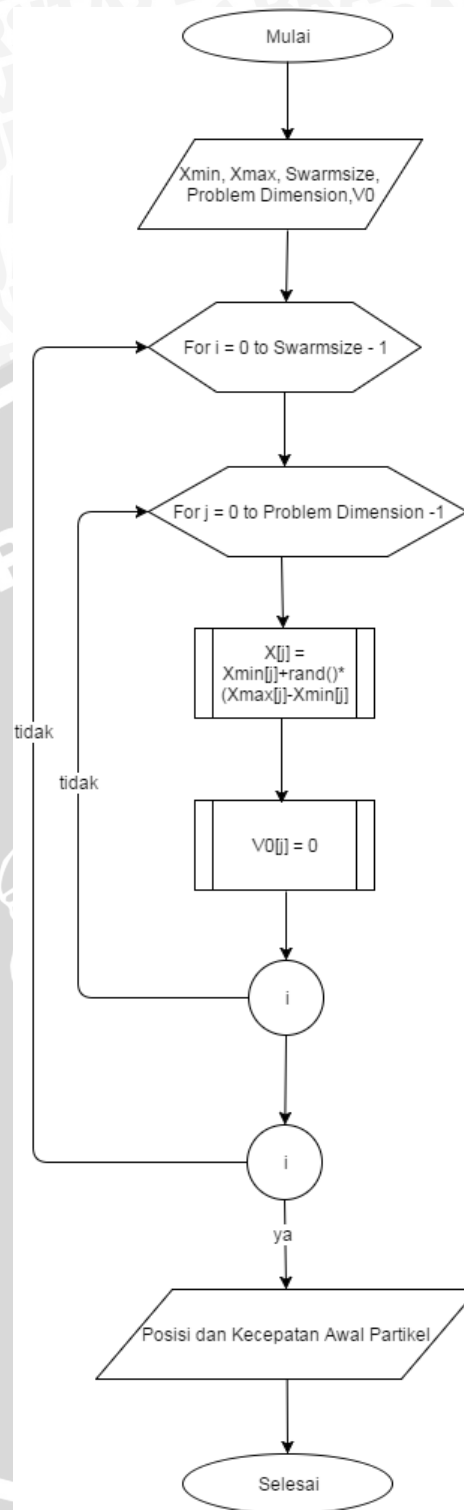 Mulai
Xmin, Xmax, Swarmsize,
Problem Dimension,V0
For i = 0 to Swarmsize - 1
For j = 0 to Problem Dimension -1
X[j] =
Xmin[j]+rand()*
(Xmax[j]-Xmin[j]
tidak
tidak
V0[j] = 0
i
i
ya
Posisi dan Kecepatan Awal Partikel
Selesai